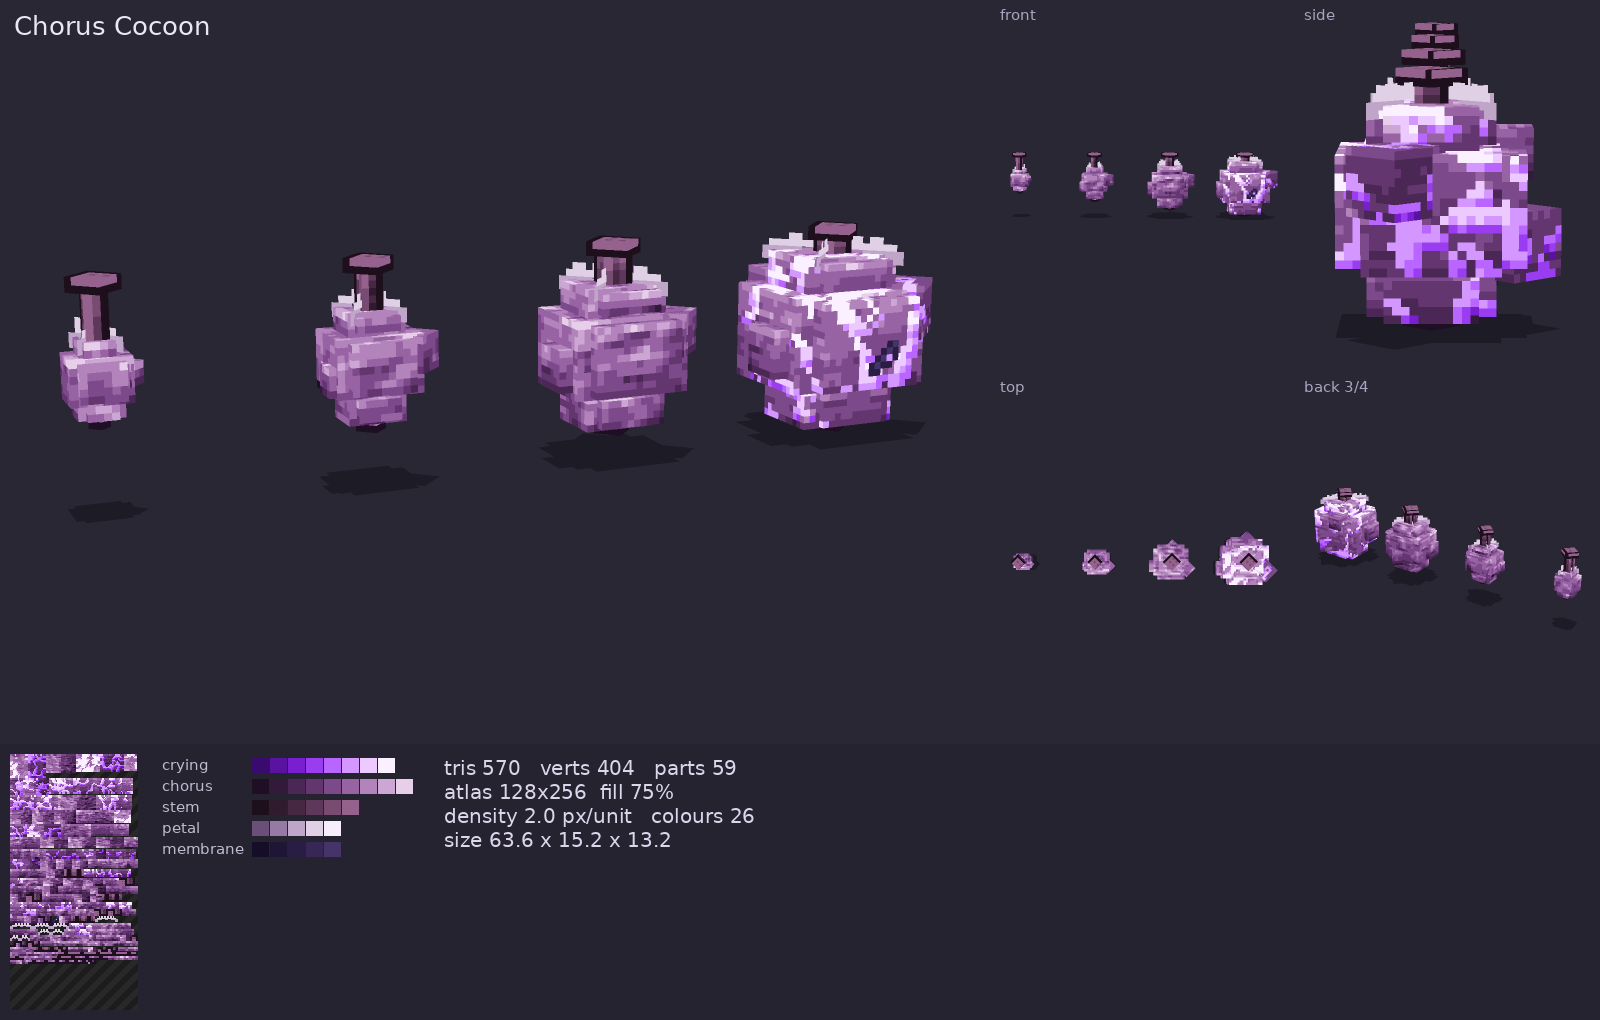 Chorus Cocoon
front
side
top
back 3/4
crying
chorus
stem
petal
membrane
tris 570   verts 404   parts 59
atlas 128x256  fill 75%
density 2.0 px/unit   colours 26
size 63.6 x 15.2 x 13.2